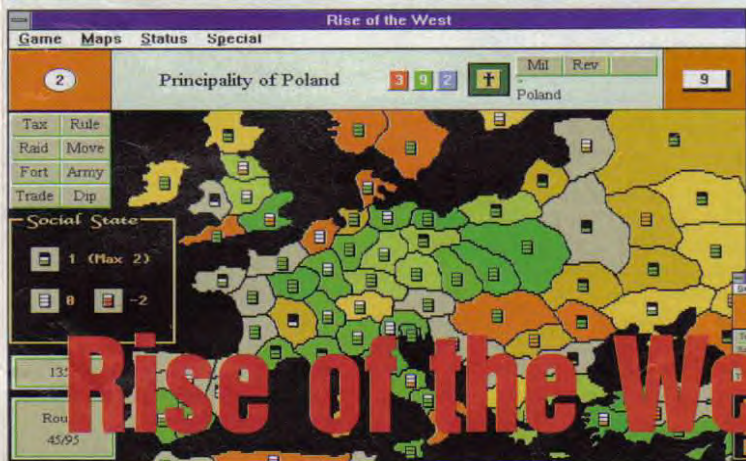 Rise of the West
Game Maps Status Special
2 Principality of Poland 3 9 2 Mil Rev 9
Poland
Tax Rule
Raid Move
Fort Army
Trade Dip
Social State
1 (Max 2)
0 -2
Rise of the We
45/95